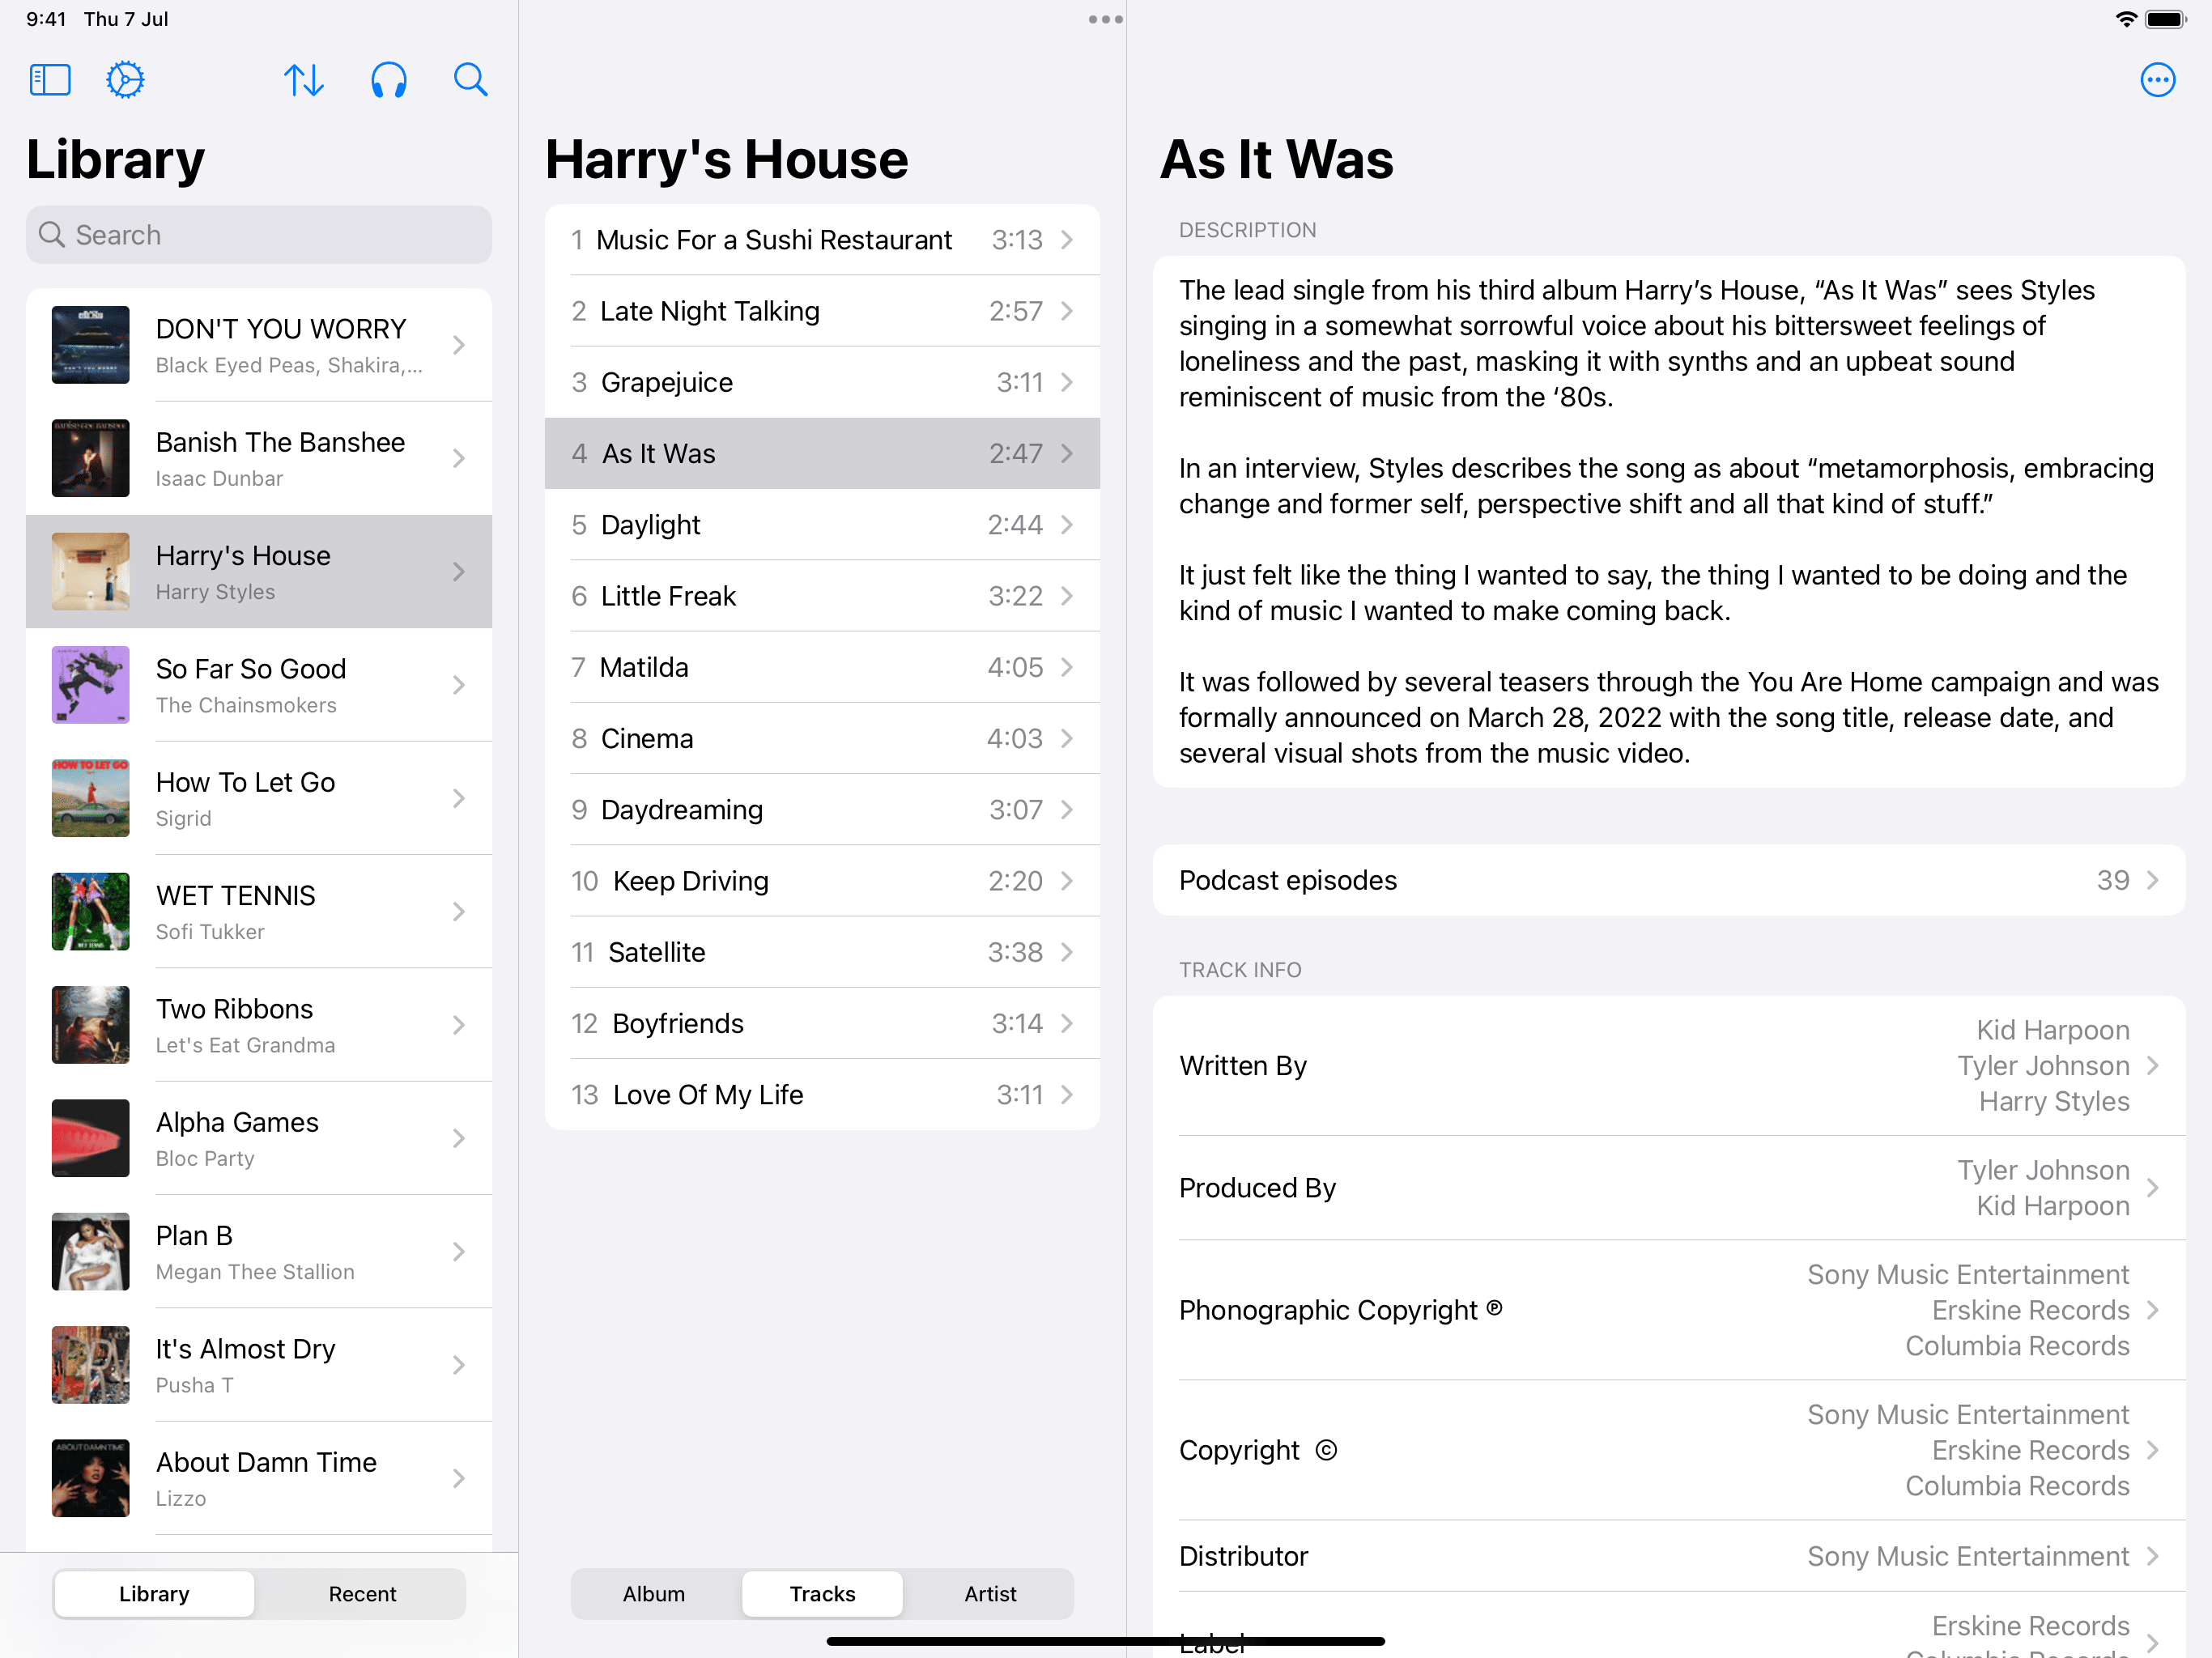 9:41 Thu 7 Jul
Library
Search
DON'T YOU WORRY
Black Eyed Peas, Shakira,...
Banish The Banshee
Isaac Dunbar
Harry's House
Harry Styles
So Far So Good
The Chainsmokers
HOW TO LET GO
How To Let Go
Sigrid
WET TENNIS
Sofi Tukker
Two Ribbons
Let's Eat Grandma
Alpha Games
Bloc Party
Plan B
Megan Thee Stallion
It's Almost Dry
Pusha T
ABOUT DAMN TIME
About Damn Time
Lizzo
Library Recent
Harry's House
1 Music For a Sushi Restaurant 3:13
2 Late Night Talking 2:57
3 Grapejuice 3:11
4 As It Was 2:47
5 Daylight 2:44
6 Little Freak 3:22
7 Matilda 4:05
8 Cinema 4:03
9 Daydreaming 3:07
10 Keep Driving 2:20
11 Satellite 3:38
12 Boyfriends 3:14
13 Love Of My Life 3:11
Album Tracks Artist
As It Was
DESCRIPTION
The lead single from his third album Harry’s House, “As It Was” sees Styles
singing in a somewhat sorrowful voice about his bittersweet feelings of
loneliness and the past, masking it with synths and an upbeat sound
reminiscent of music from the ‘80s.
In an interview, Styles describes the song as about “metamorphosis, embracing
change and former self, perspective shift and all that kind of stuff.”
It just felt like the thing I wanted to say, the thing I wanted to be doing and the
kind of music I wanted to make coming back.
It was followed by several teasers through the You Are Home campaign and was
formally announced on March 28, 2022 with the song title, release date, and
several visual shots from the music video.
Podcast episodes 39
TRACK INFO
Written By
Kid Harpoon
Tyler Johnson
Harry Styles
Produced By
Tyler Johnson
Kid Harpoon
Phonographic Copyright ℗
Sony Music Entertainment
Erskine Records
Columbia Records
Copyright ©
Sony Music Entertainment
Erskine Records
Columbia Records
Distributor Sony Music Entertainment
Label
Erskine Records
Columbia Records